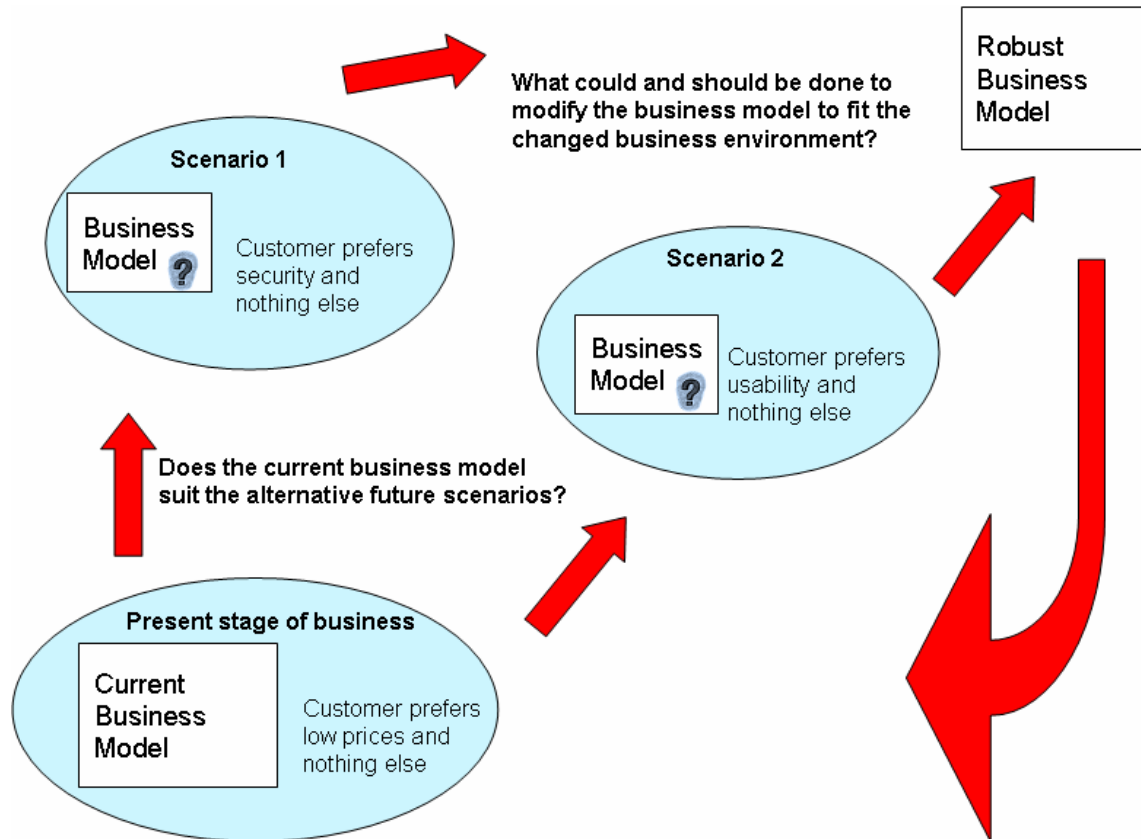 Robust
Business
Model
What could and should be done to
modify the business model to fit the
changed business environment?
Scenario 1
Business
Model ?
Customer prefers
security and
nothing else
Scenario 2
Business
Model ?
Customer prefers
usability and
nothing else
Does the current business model
suit the alternative future scenarios?
Present stage of business
Current
Business
Model
Customer prefers
low prices and
nothing else